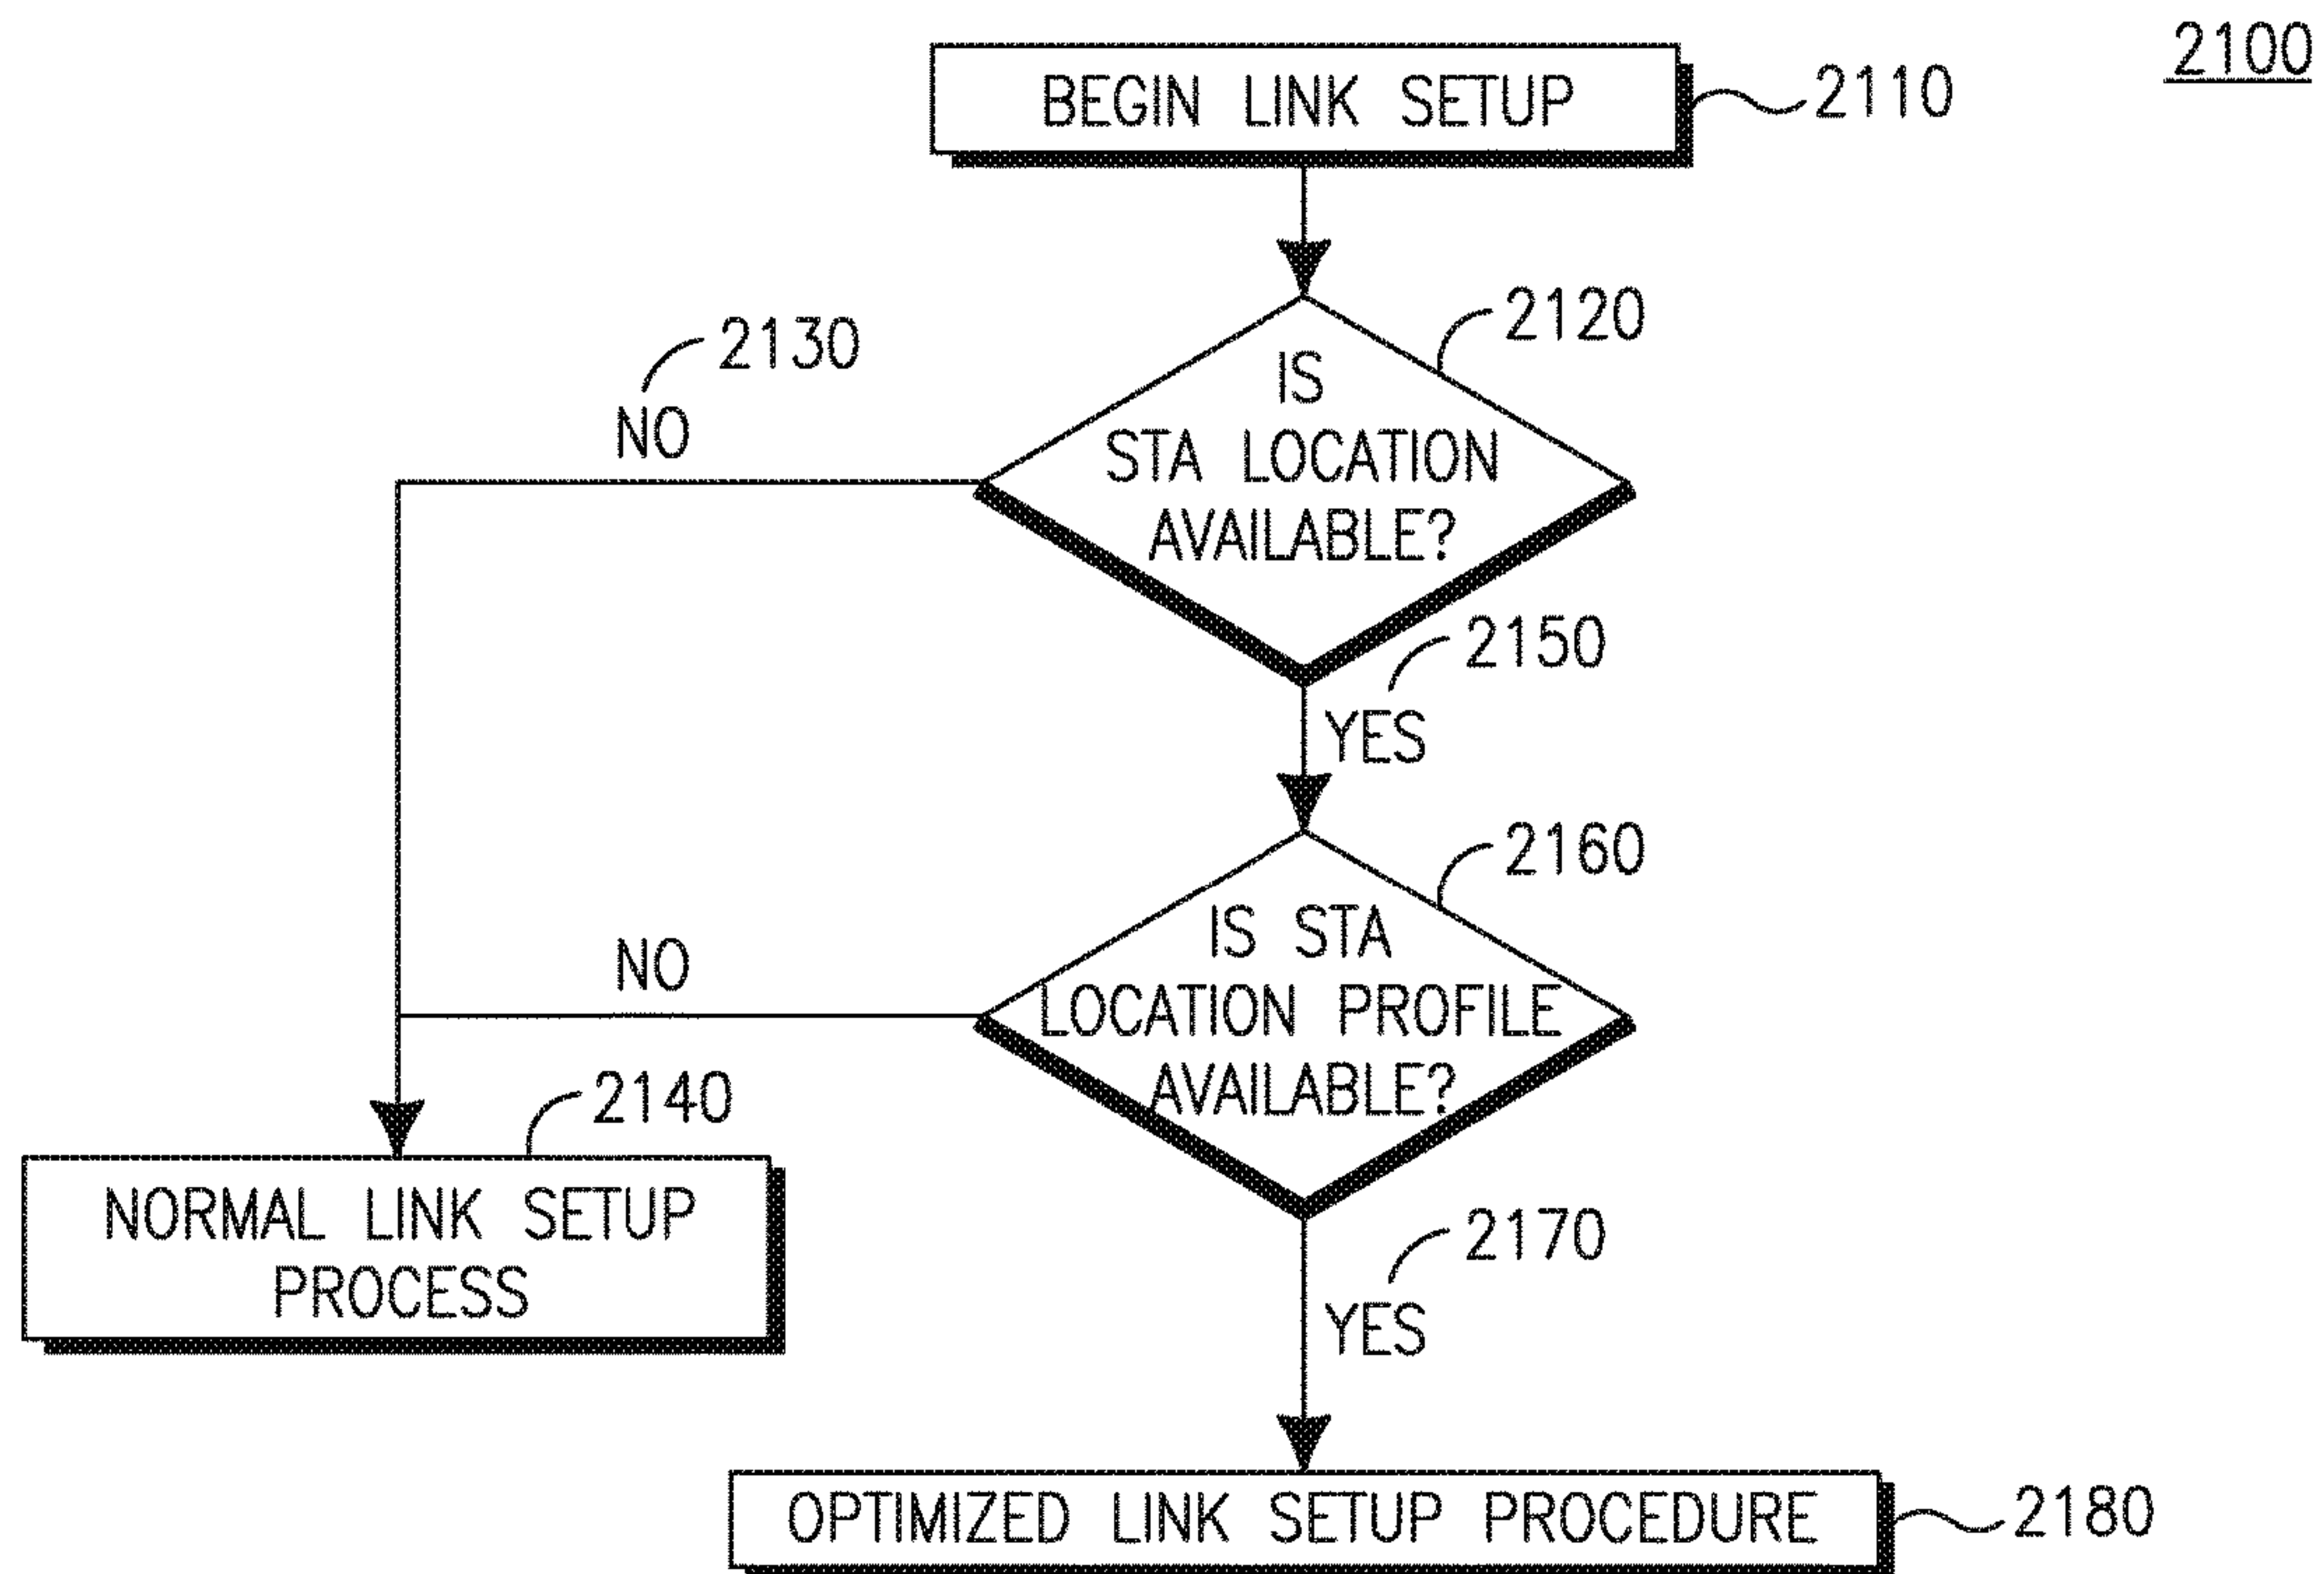 2100
BEGIN LINK SETUP
2110
2120
IS
STA LOCATION
AVAILABLE?
2130
NO
2150
YES
2160
IS STA
LOCATION PROFILE
AVAILABLE?
NO
2140
NORMAL LINK SETUP
PROCESS
2170
YES
OPTIMIZED LINK SETUP PROCEDURE
2180